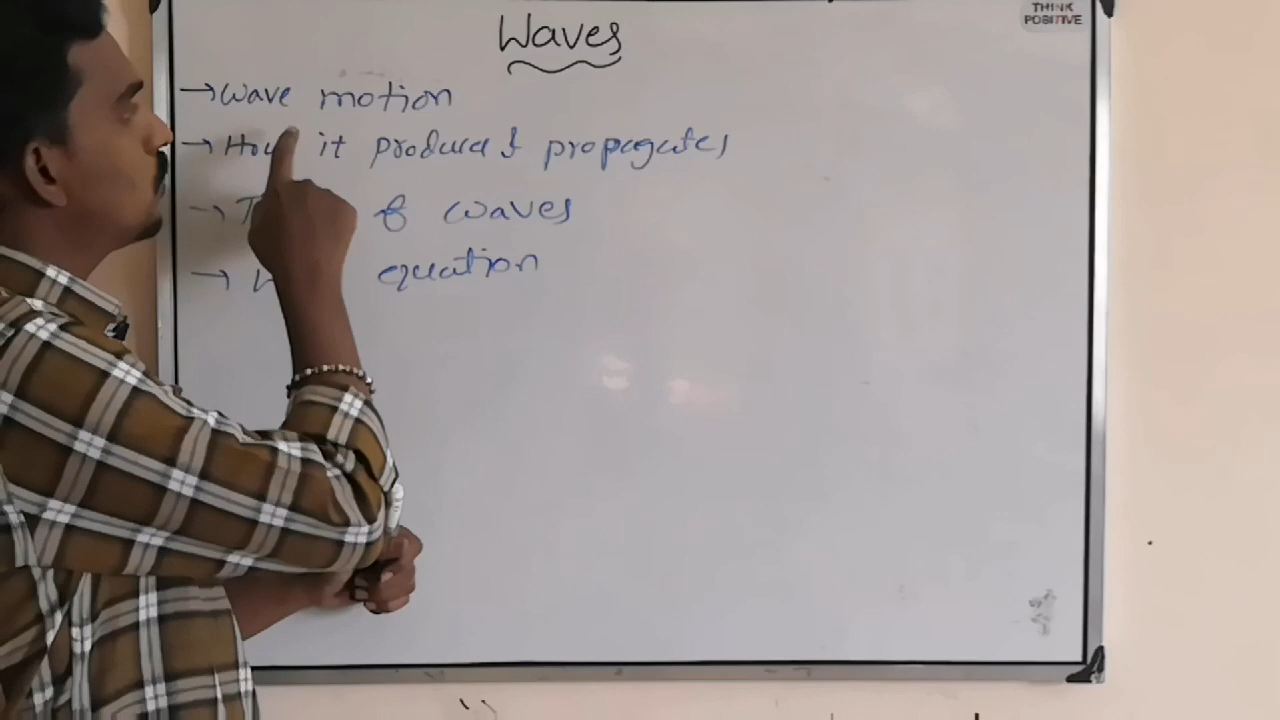 Waves
THINK
POSITIVE
→ Wave motion
→ How it produced & propagates
→ of waves
→ equation